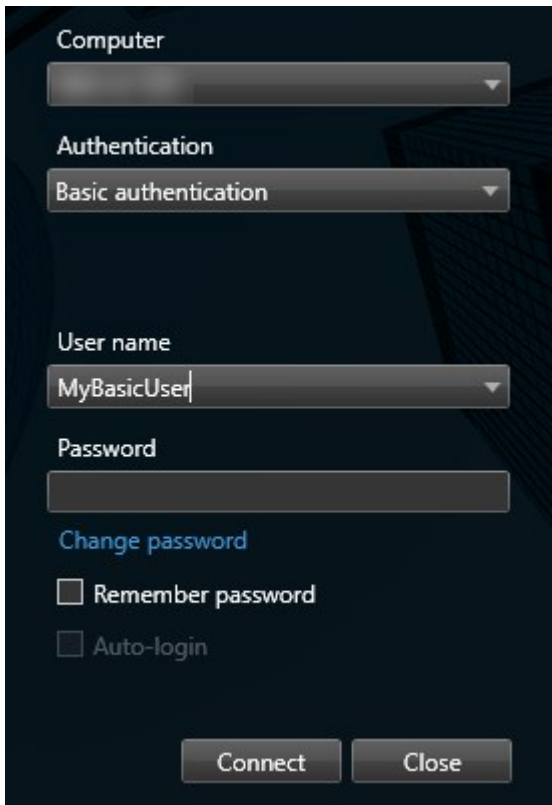 Computer
Authentication
Basic authentication
User name
MyBasicUser
Password
Change password
Remember password
Auto-login
Connect
Close